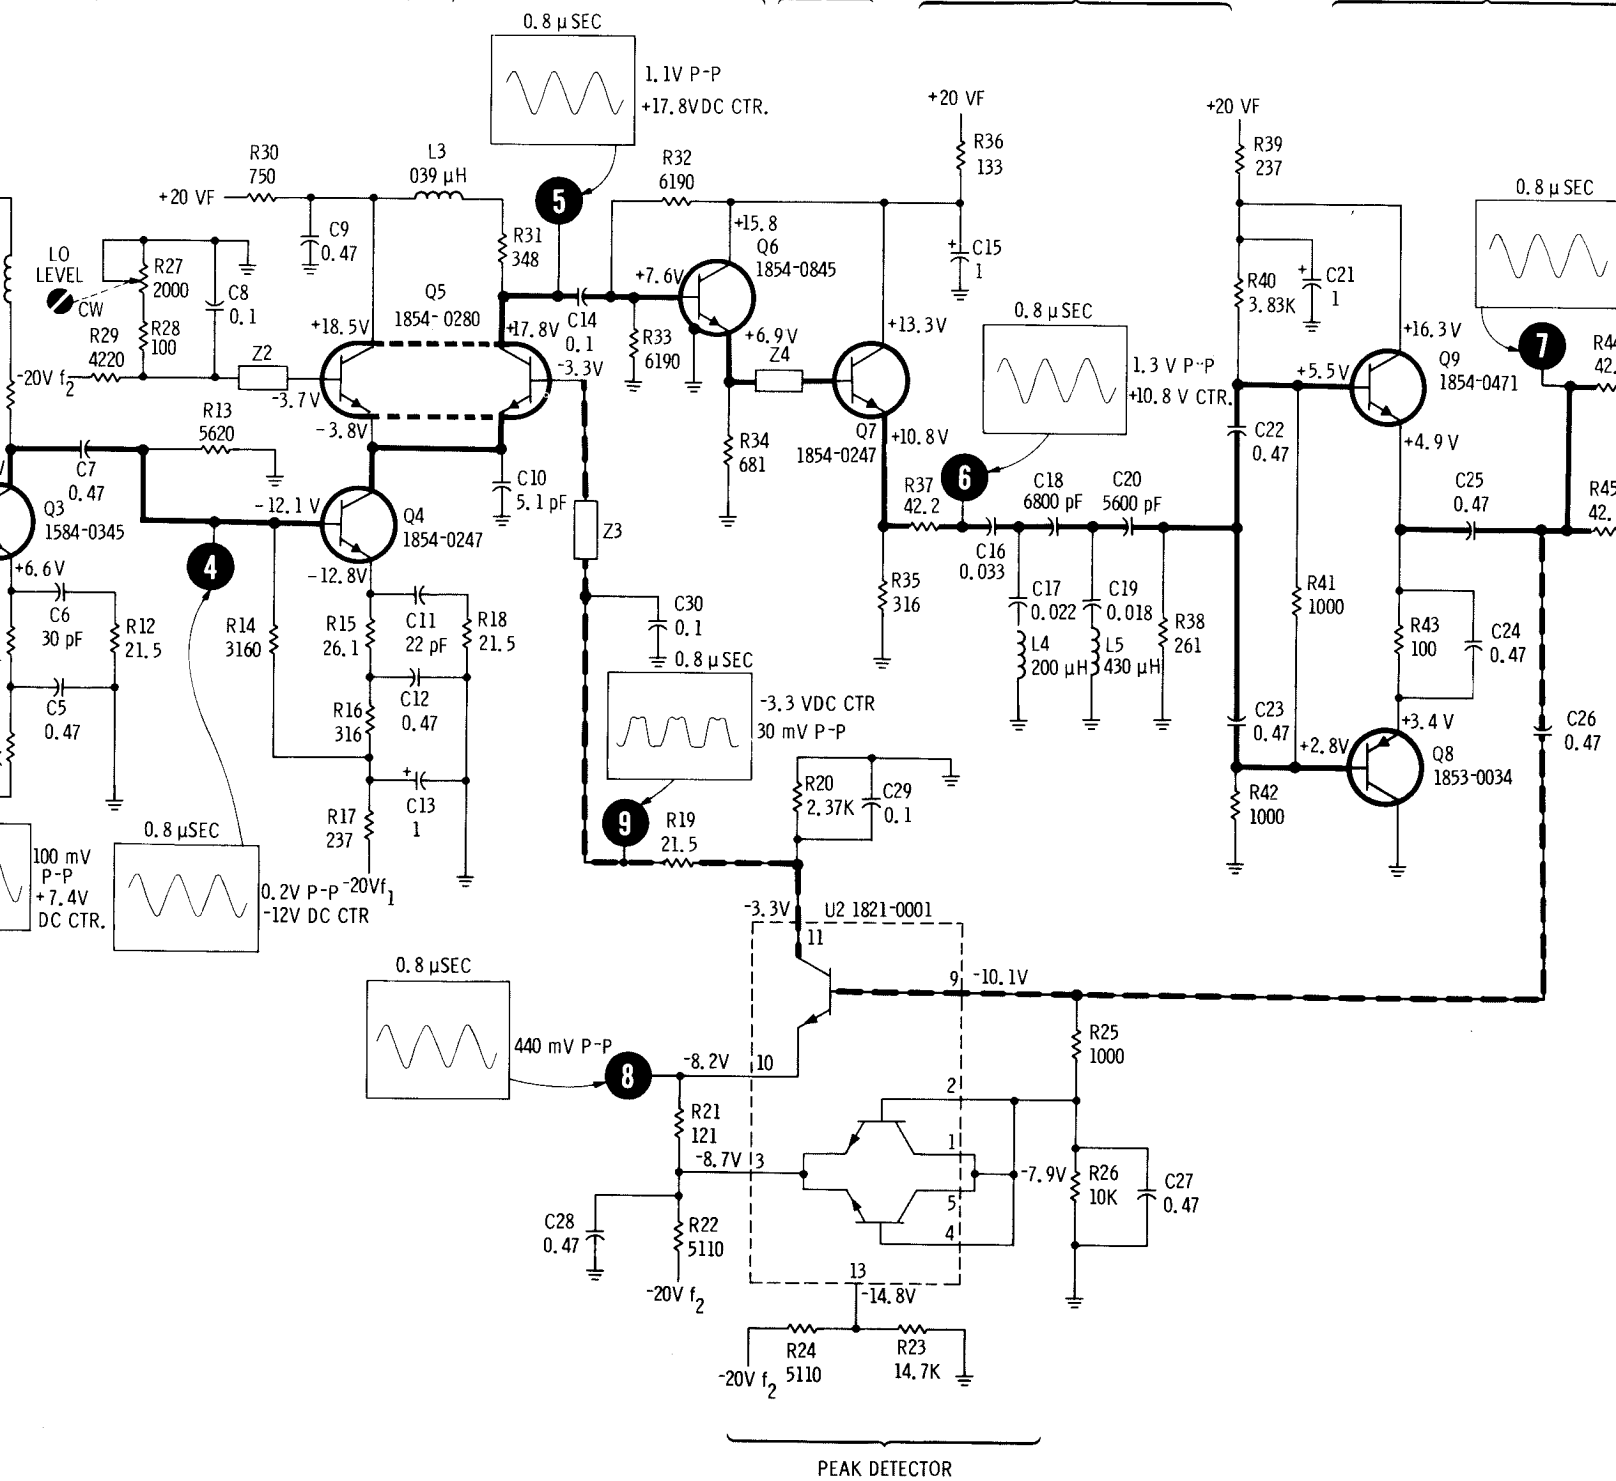 0.8 µSEC
1.1V P-P
+17.8VDC CTR.
+20 VF
R36
133
+20 VF
R39
237
R30
750
L3
039 µH
R32
6190
+20 VF
C9
0.47
R31
348
5
+15.8
Q6
1854-0845
+7.6V
C15
1
0.8 µSEC
LO
LEVEL
CW
R27
2000
C8
0.1
R28
100
R29
4220
-20V f2
Z2
Q5
1854-0280
+18.5V
+17.8V
C14
0.1
R33
6190
-3.3V
-3.7V
-3.8V
+6.9V
Z4
+13.3V
Q7
1854-0247
+10.8V
R34
681
0.8 µSEC
1.3 V P-P
+10.8 V CTR.
R40
3.83K
C21
1
+16.3V
Q9
1854-0471
+5.5V
+4.9V
7
R44
42.
R13
5620
C7
0.47
Q3
1584-0345
-12.1V
Q4
1854-0247
-12.8V
4
C10
5.1 pF
Z3
R37
42.2
6
C16
0.033
C18
6800 pF
C20
5600 pF
C22
0.47
C25
0.47
R45
42.
+6.6V
C6
30 pF
R12
21.5
C5
0.47
R14
3160
R15
26.1
C11
22 pF
R18
21.5
C12
0.47
R16
316
C13
1
R17
237
-20Vf1
C30
0.1
R35
316
C17
0.022
L4
200 µH
C19
0.018
L5
430 µH
R38
261
R41
1000
R43
100
C24
0.47
C23
0.47
+3.4V
+2.8V
Q8
1853-0034
R42
1000
C26
0.47
0.8 µSEC
-3.3 VDC CTR
30 mV P-P
9
R19
21.5
R20
2.37K
C29
0.1
100 mV
P-P
+7.4V
DC CTR.
0.8 µSEC
0.2V P-P
-12V DC CTR
-3.3V
U2 1821-0001
11
9
-10.1V
0.8 µSEC
440 mV P-P
8
-8.2V
10
R21
121
-8.7V
3
2
1
5
4
-7.9V
R25
1000
R26
10K
C27
0.47
C28
0.47
R22
5110
-20V f2
13
-14.8V
R24
5110
R23
14.7K
-20V f2
PEAK DETECTOR